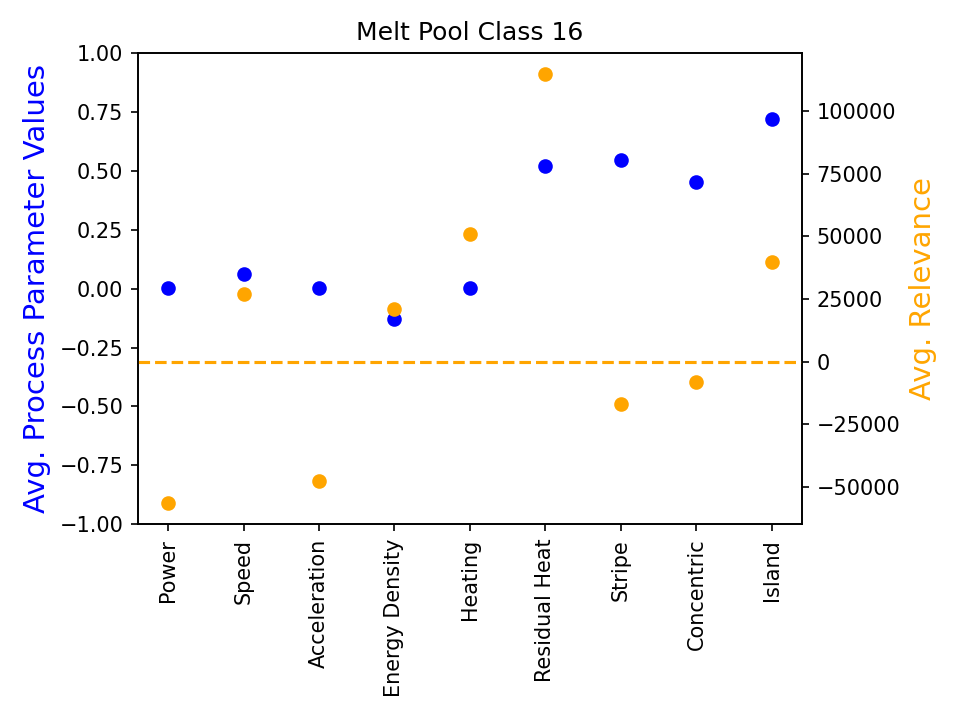 Melt Pool Class 16
Avg. Process Parameter Values
1.00
0.75
0.50
0.25
0.00
−0.25
−0.50
−0.75
−1.00
100000
75000
50000
25000
0
−25000
−50000
Avg. Relevance
Power
Speed
Acceleration
Energy Density
Heating
Residual Heat
Stripe
Concentric
Island